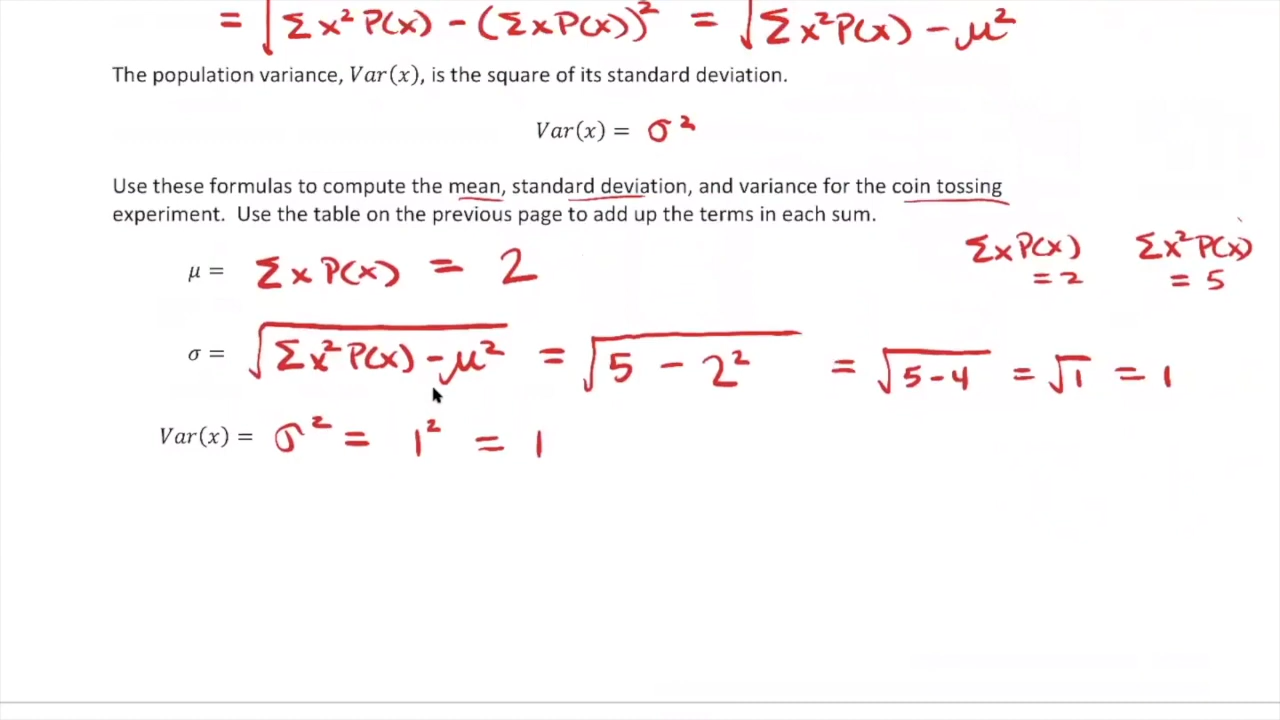 = √Σx²P(x) - (ΣxP(x))² = √Σx²P(x) - μ²
The population variance, Var(x), is the square of its standard deviation.
Var(x) = σ²
Use these formulas to compute the mean, standard deviation, and variance for the coin tossing
experiment. Use the table on the previous page to add up the terms in each sum.
ΣxP(x) Σx²P(x)
= 2 = 5
μ = ΣxP(x) = 2
σ = √Σx²P(x) - μ² = √5 - 2² = √5-4 = √1 = 1
Var(x) = σ² = 1² = 1